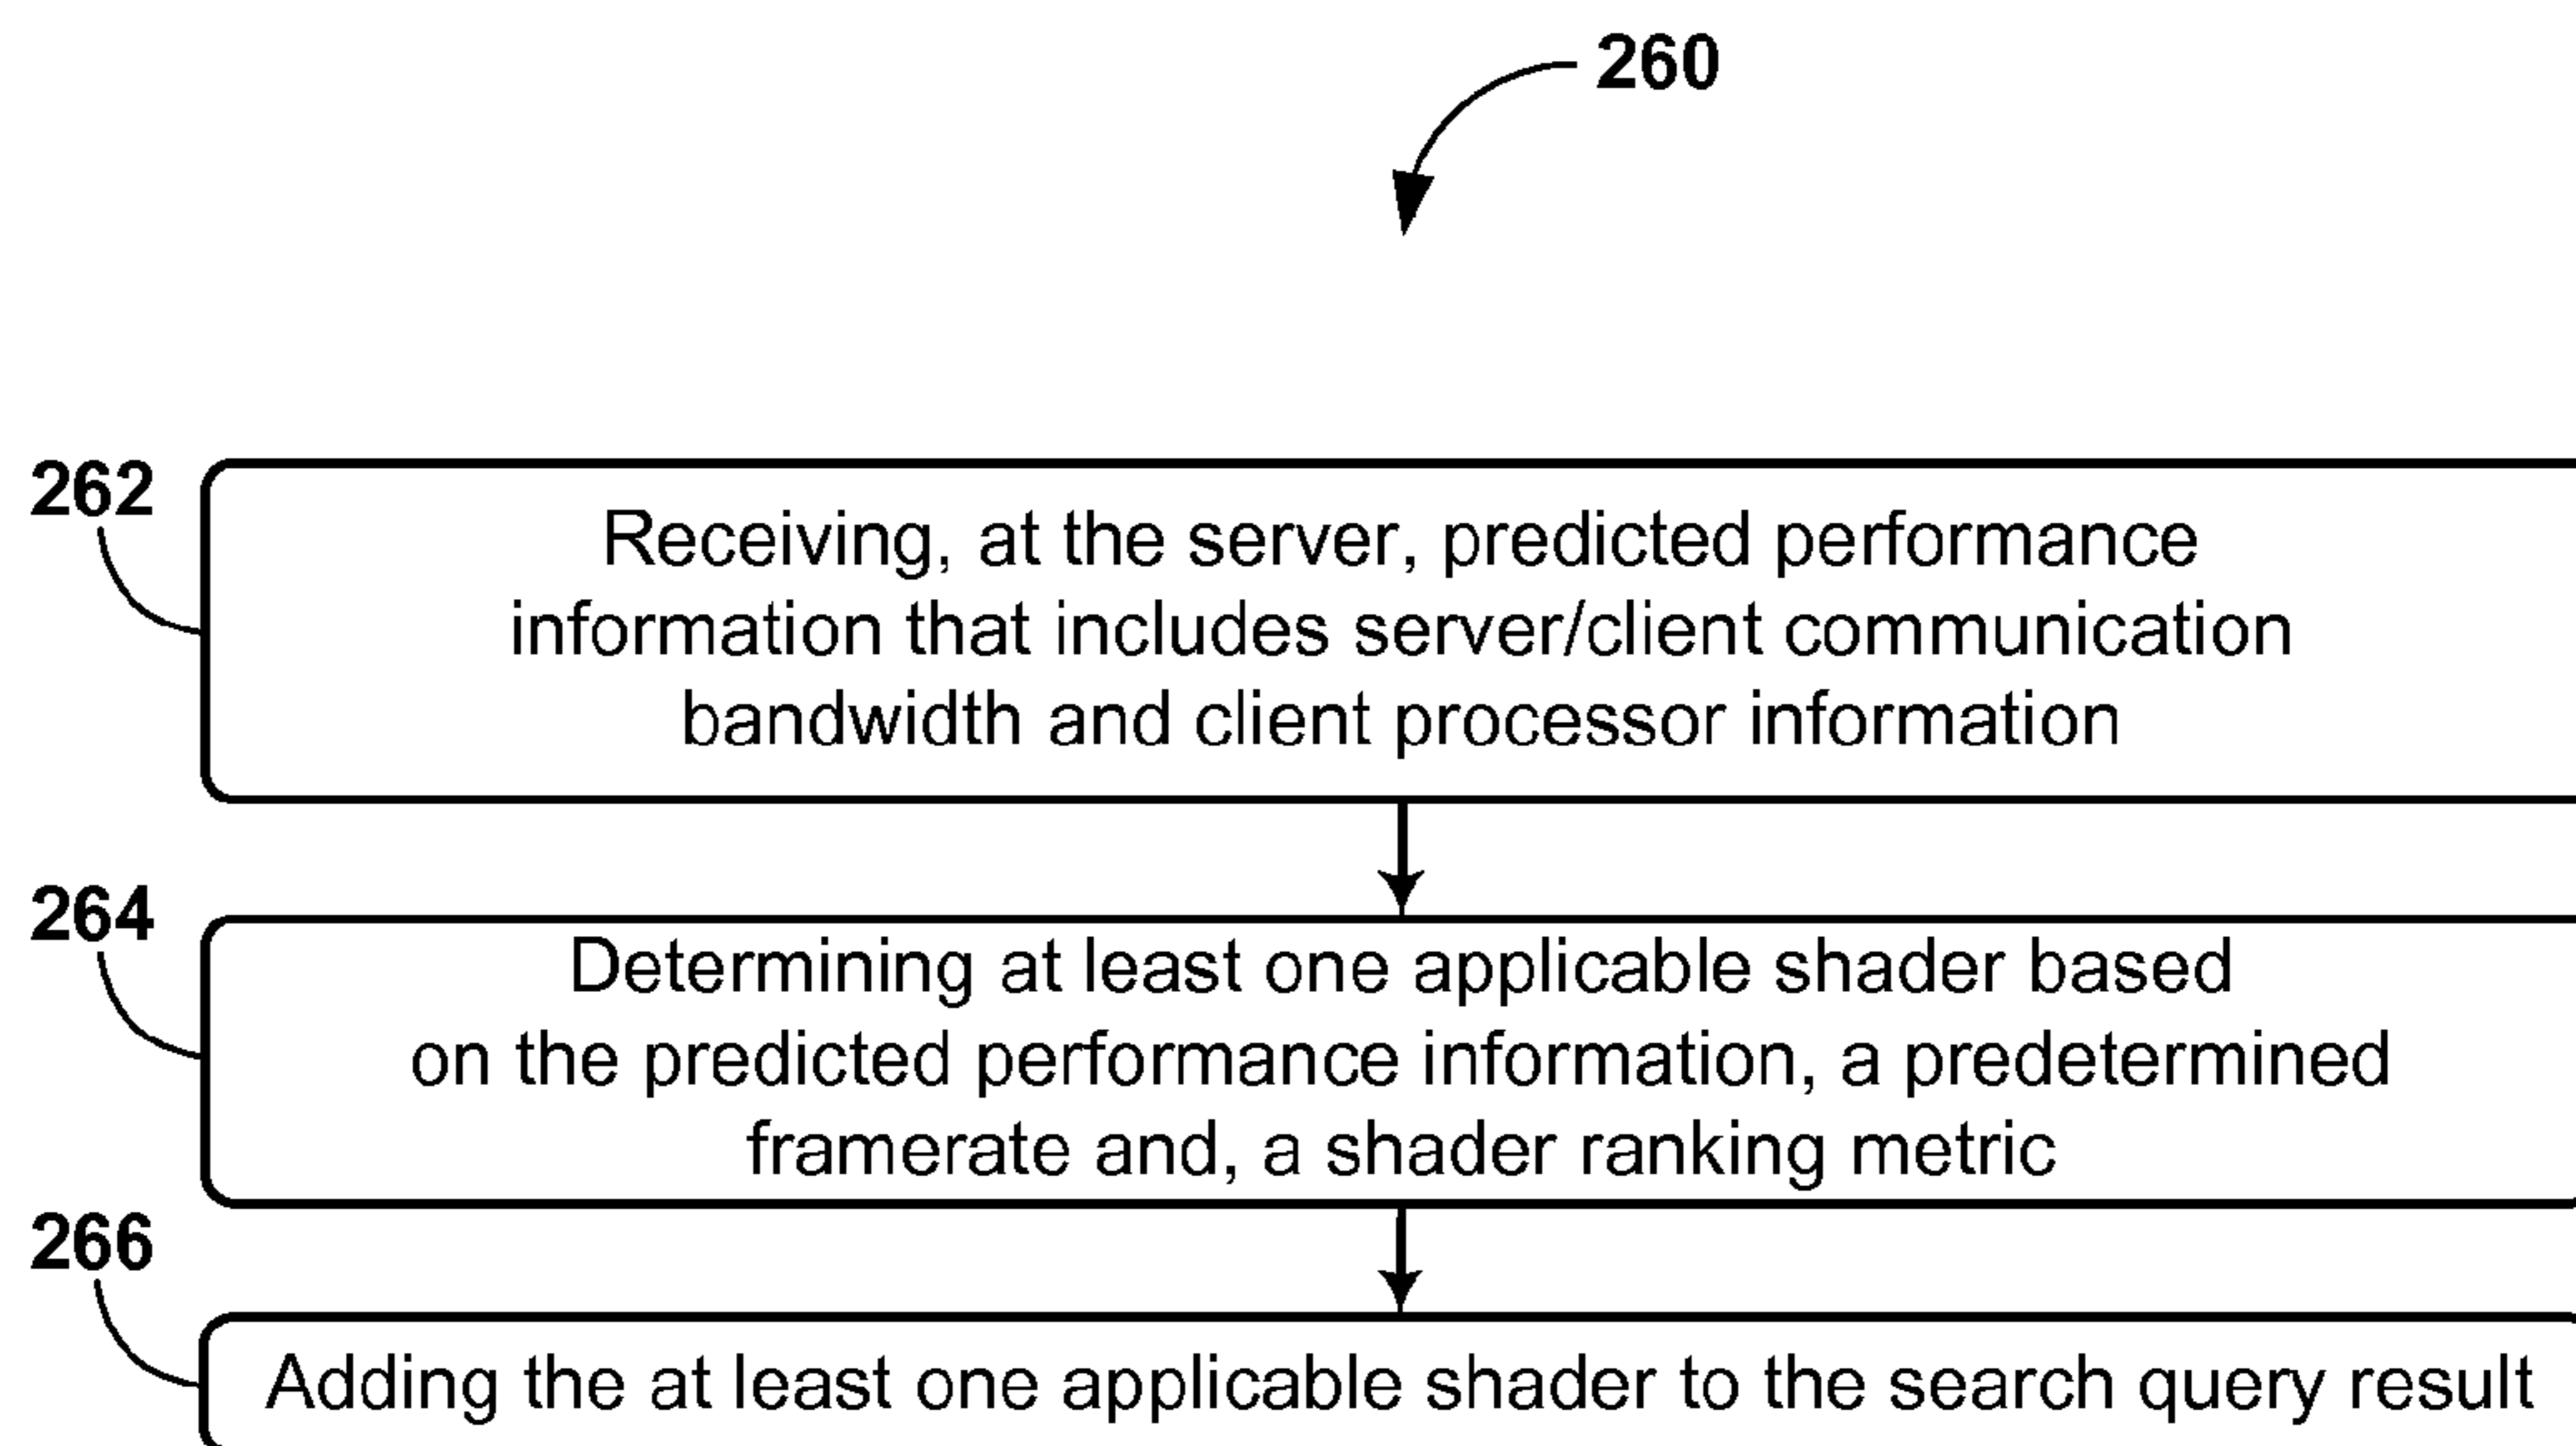 260
262
Receiving, at the server, predicted performance
information that includes server/client communication
bandwidth and client processor information
264
Determining at least one applicable shader based
on the predicted performance information, a predetermined
framerate and, a shader ranking metric
266
Adding the at least one applicable shader to the search query result